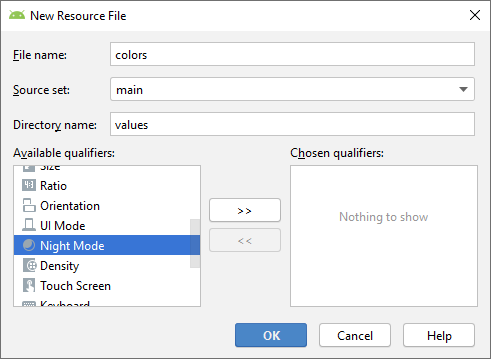 New Resource File
File name: colors
Source set: main
Directory name: values
Available qualifiers: Chosen qualifiers:
Size
Ratio
Orientation
UI Mode
Night Mode
Density
Touch Screen
Keyboard
>>
<<
Nothing to show
OK Cancel Help